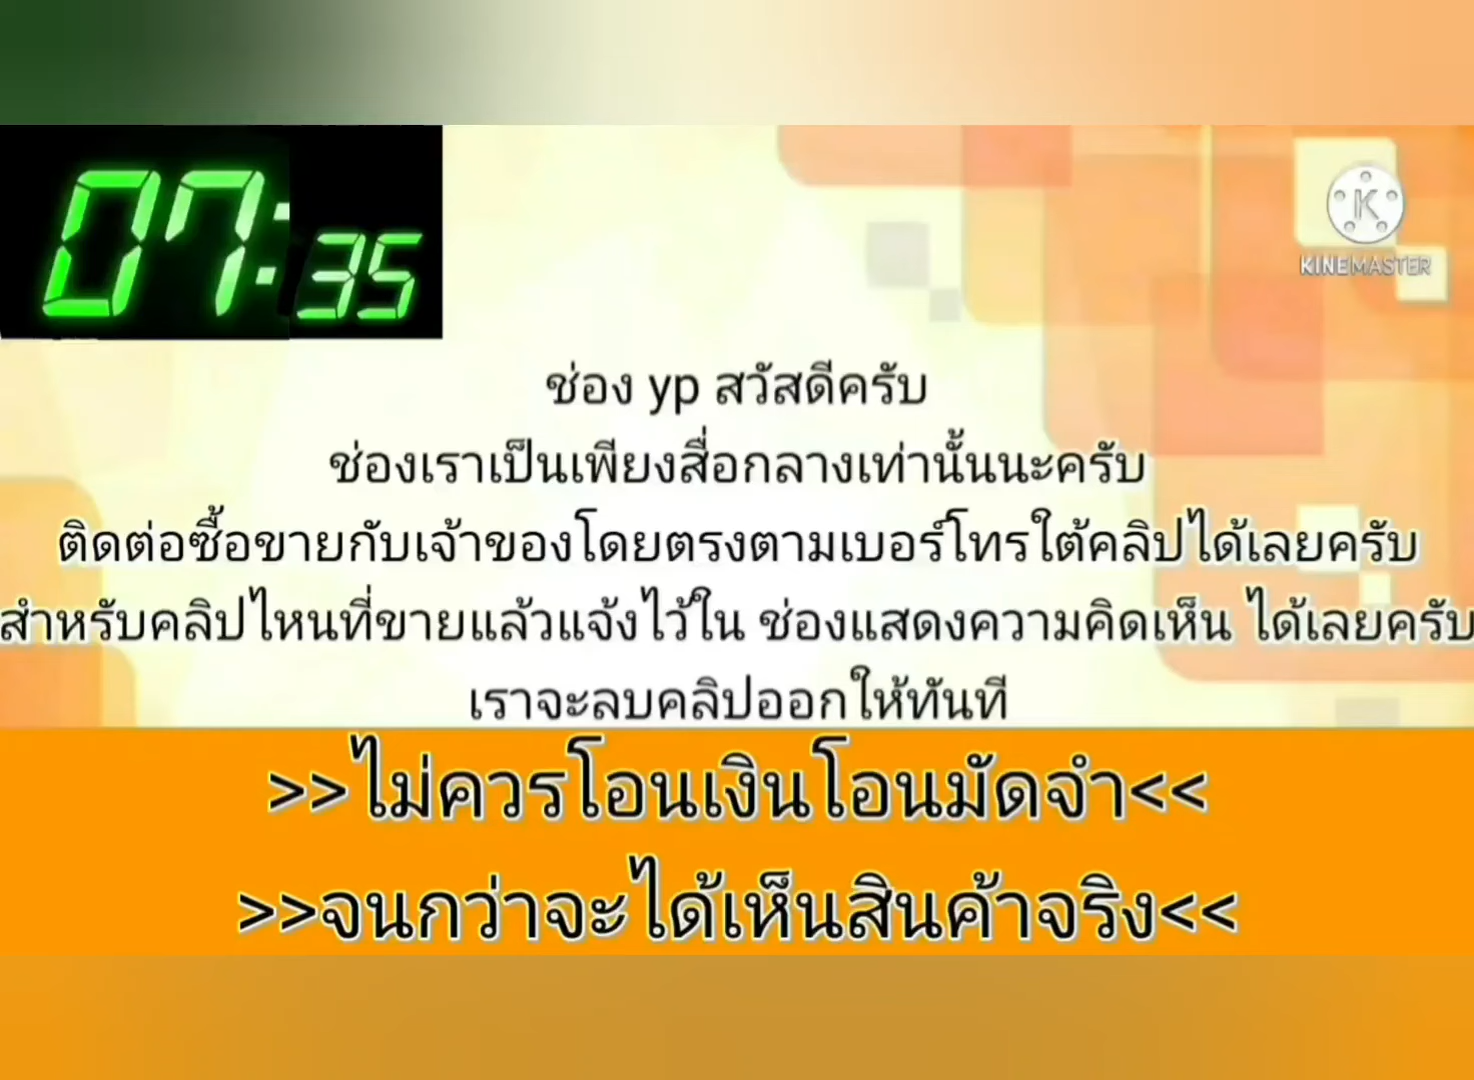 07:35
KINEMASTER
ช่อง yp สวัสดีครับ
ช่องเราเป็นเพียงสื่อกลางเท่านั้นนะครับ
ติดต่อซื้อขายกับเจ้าของโดยตรงตามเบอร์โทรใต้คลิปได้เลยครับ
สำหรับคลิปไหนที่ขายแล้วแจ้งไว้ใน ช่องแสดงความคิดเห็น ได้เลยครับ
เราจะลบคลิปออกให้ทันที
>>ไม่ควรโอนเงินโอนมัดจำ<<
>>จนกว่าจะได้เห็นสินค้าจริง<<